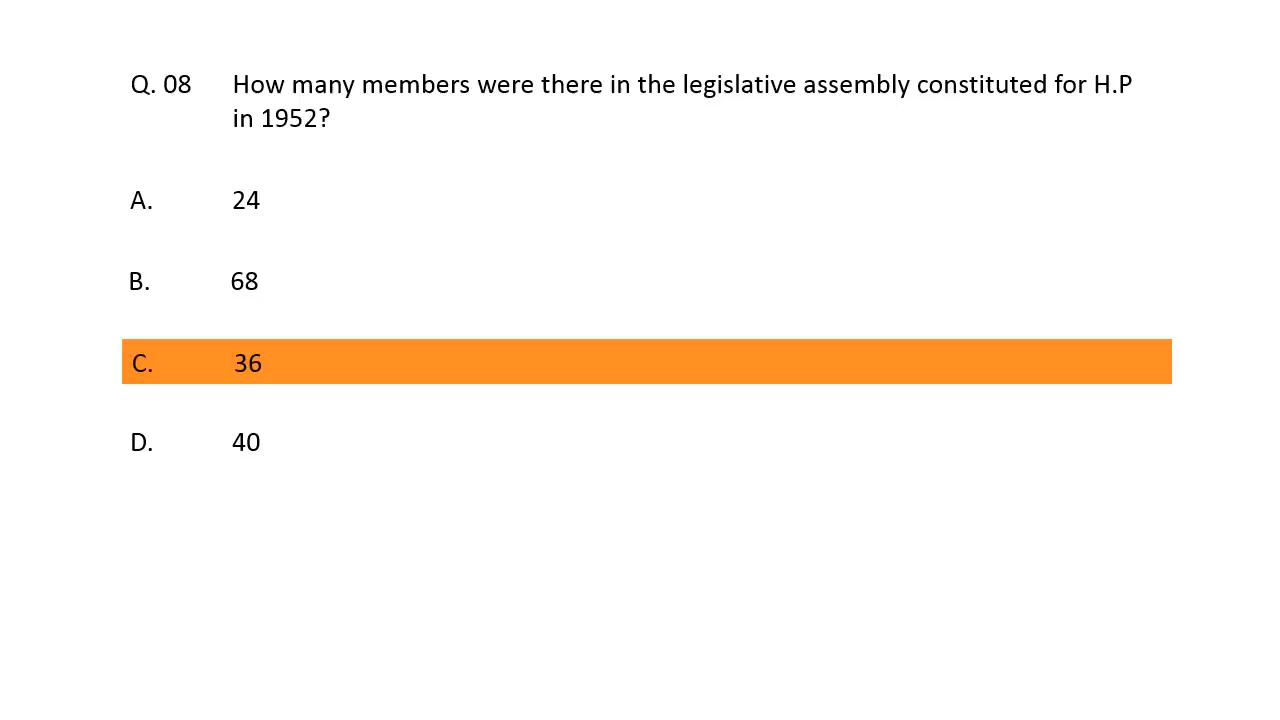 Q. 08 How many members were there in the legislative assembly constituted for H.P
in 1952?
A. 24
B. 68
C. 36
D. 40